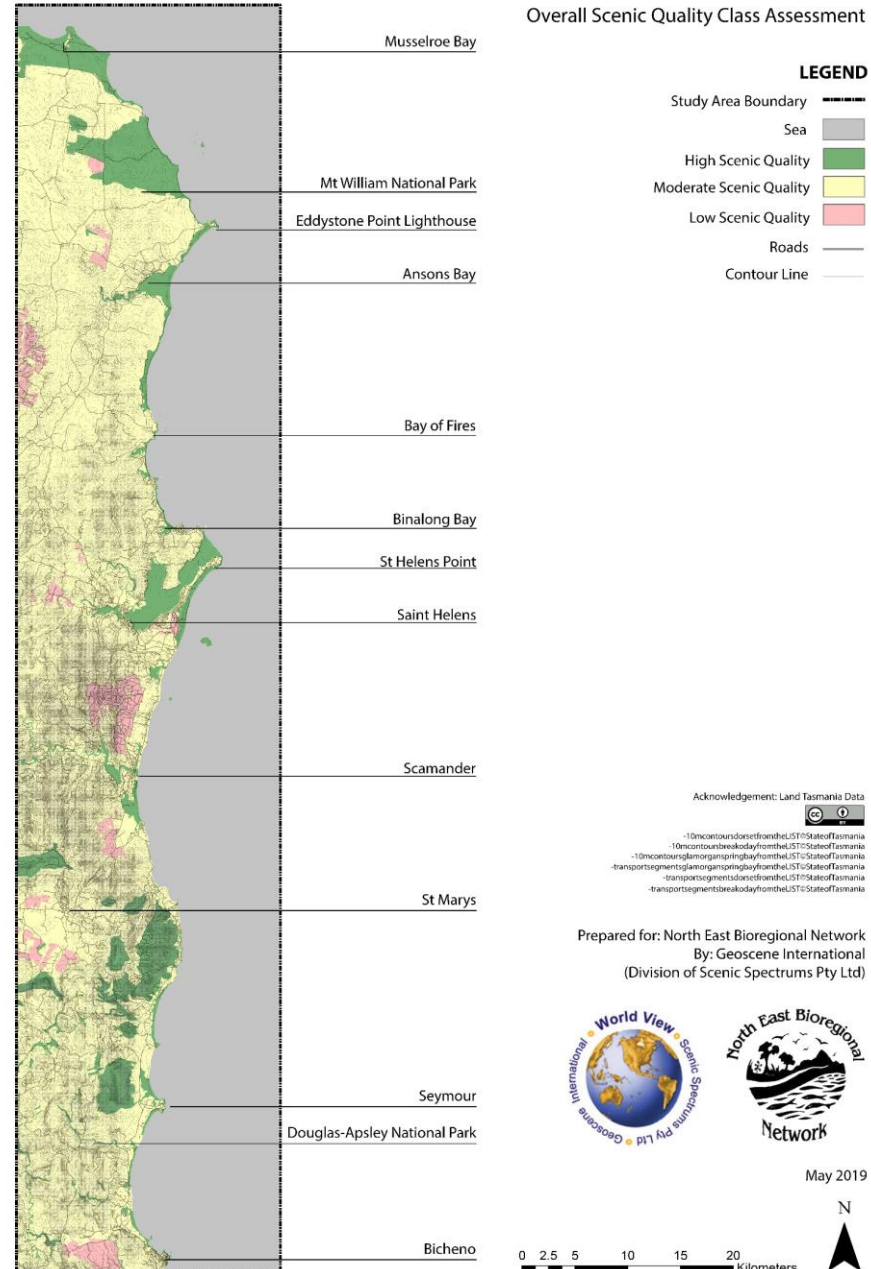 Overall Scenic Quality Class Assessment
LEGEND
Study Area Boundary
Sea
High Scenic Quality
Moderate Scenic Quality
Low Scenic Quality
Roads
Contour Line
Musselroe Bay
Mt William National Park
Eddystone Point Lighthouse
Ansons Bay
Bay of Fires
Binalong Bay
St Helens Point
Saint Helens
Scamander
St Marys
Seymour
Douglas-Apsley National Park
Bicheno
Acknowledgement: Land Tasmania Data
cc
BY
-10mcontoursdorsetfromtheLIST©StateofTasmania
-10mcontoursbreakodayfromtheLIST©StateofTasmania
-10mcontoursglamorganspringbayfromtheLIST©StateofTasmania
-transportsegmentsglamorganspringbayfromtheLIST©StateofTasmania
-transportsegmentsdorsetfromtheLIST©StateofTasmania
-transportsegmentsbreakodayfromtheLIST©StateofTasmania
Prepared for: North East Bioregional Network
By: Geoscene International
(Division of Scenic Spectrums Pty Ltd)
World View
Scenic Spectrums Pty Ltd
Geoscene International
North East Bioregional
Network
May 2019
N
0 2.5 5 10 15 20
Kilometers